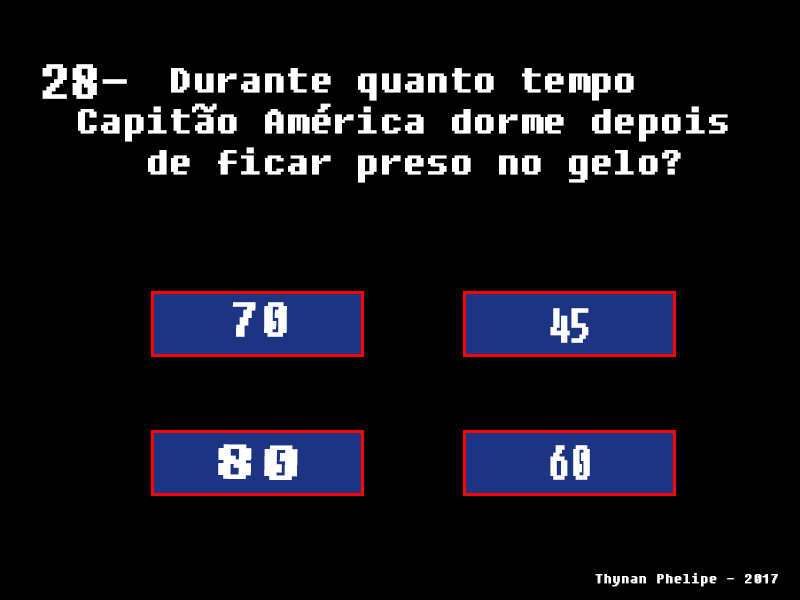 28- Durante quanto tempo
Capitão América dorme depois
de ficar preso no gelo?
70
45
80
60
Thynan Phelipe - 2017